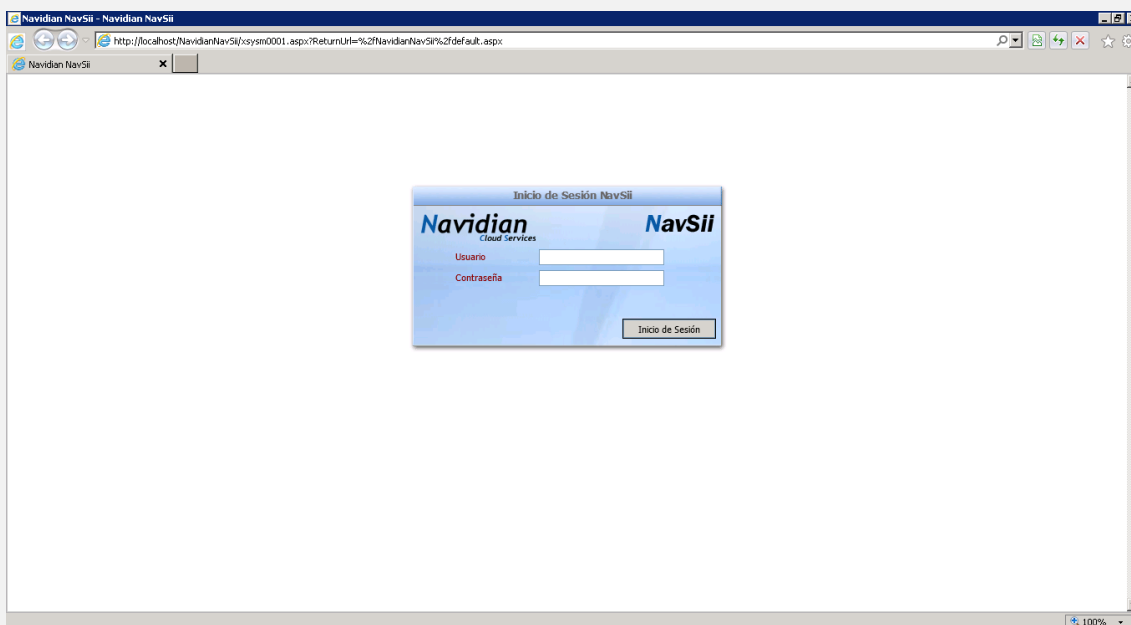 Navidian NavSii - Navidian NavSii
http://localhost/NavidianNavSii/xsysm0001.aspx?ReturnUrl=%2fNavidianNavSii%2fdefault.aspx
Navidian NavSii
Inicio de Sesión NavSii
Navidian NavSii
Cloud Services
Usuario
Contraseña
Inicio de Sesión
100%